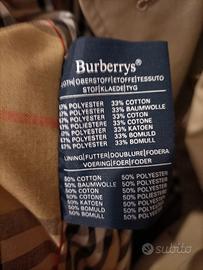 Burberrys®
CLOTH/OBERSTOFF/ETOFFE/TESSUTO
STOF/KLAEDE/TYG
67% POLYESTER 33% COTTON
67% POLYESTER 33% BAUMWOLLE
67% POLYESTER 33% COTON
67% POLIESTERE 33% COTONE
67% POLYESTER 33% KATOEN
67% POLYESTER 33% BOMULD
67% POLYESTER 33% BOMULL
LINING/FUTTER/DOUBLURE/FODERA
VOERING/FOER/FODER
50% COTTON 50% POLYESTER
50% BAUMWOLLE 50% POLYESTER
50% COTON 50% POLYESTER
50% COTONE 50% POLIESTERE
50% KATOEN 50% POLYESTER
50% BOMULD 50% POLYESTER
50% BOMULL 50% POLYESTER
subito